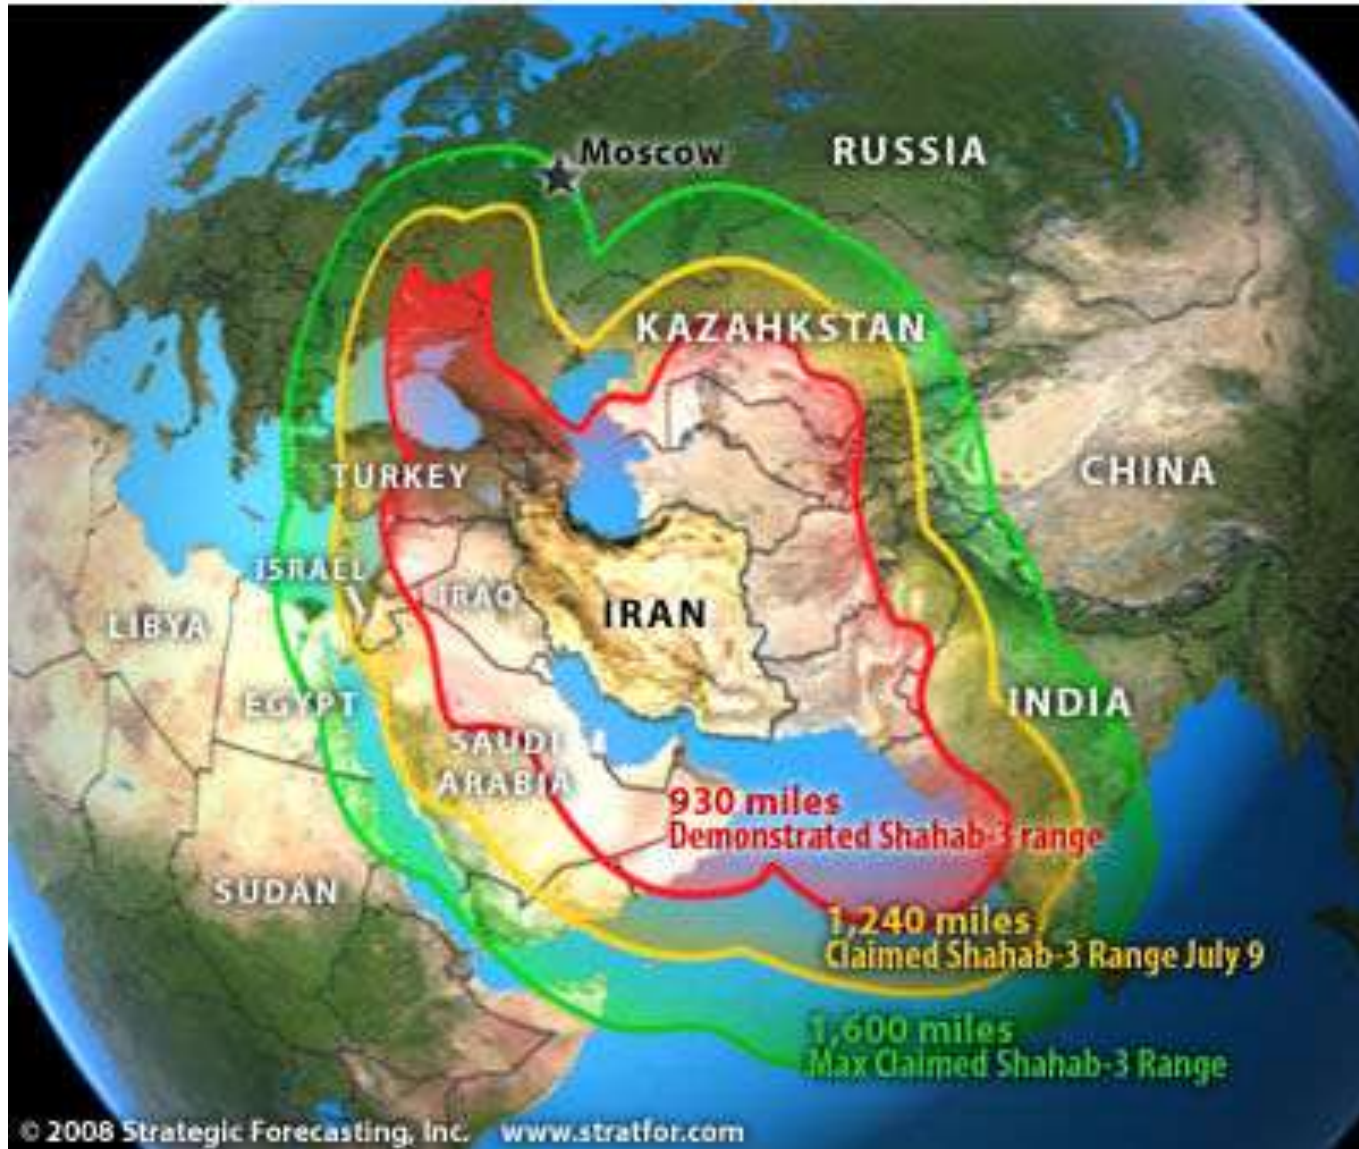 Moscow
RUSSIA
KAZAHKSTAN
TURKEY
CHINA
ISRAEL
IRAQ
IRAN
LIBYA
EGYPT
INDIA
SAUDI
ARABIA
930 miles
Demonstrated Shahab-3 range
SUDAN
1,240 miles
Claimed Shahab-3 Range July 9
1,600 miles
Max Claimed Shahab-3 Range
© 2008 Strategic Forecasting, Inc. www.stratfor.com